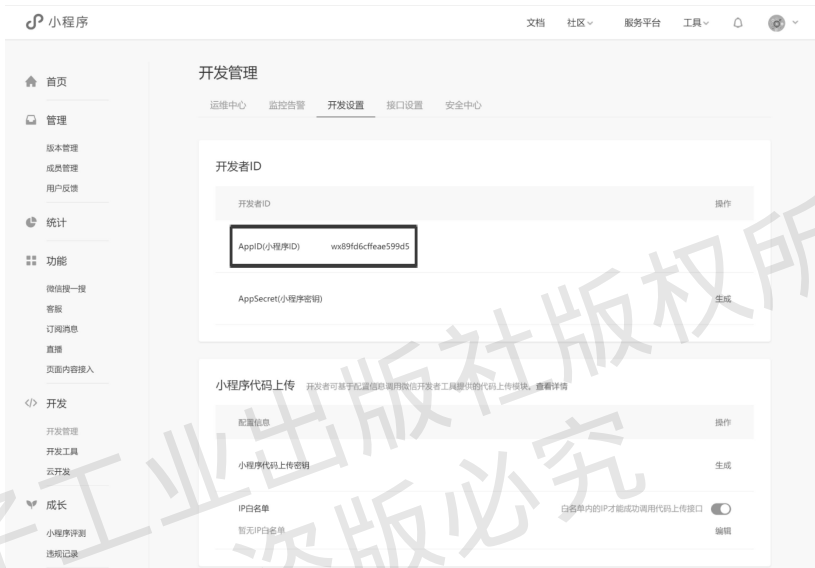 小程序
文档 社区 服务平台 工具
首页
管理
版本管理
成员管理
用户反馈
统计
功能
微信搜一搜
客服
订阅消息
直播
页面内容接入
开发
开发管理
开发工具
云开发
成长
小程序评测
违规记录
开发管理
运维中心 监控告警 开发设置 接口设置 安全中心
开发者ID
开发者ID 操作
AppID(小程序ID) wx89fd6cffeae599d5
AppSecret(小程序密钥) 生成
小程序代码上传 开发者可基于配置信息调用微信开发者工具提供的代码上传模块。查看详情
配置信息 操作
小程序代码上传密钥 生成
IP白名单 白名单内的IP才能成功调用代码上传接口
暂无IP白名单 编辑
工业出版社版权所
盗版必究